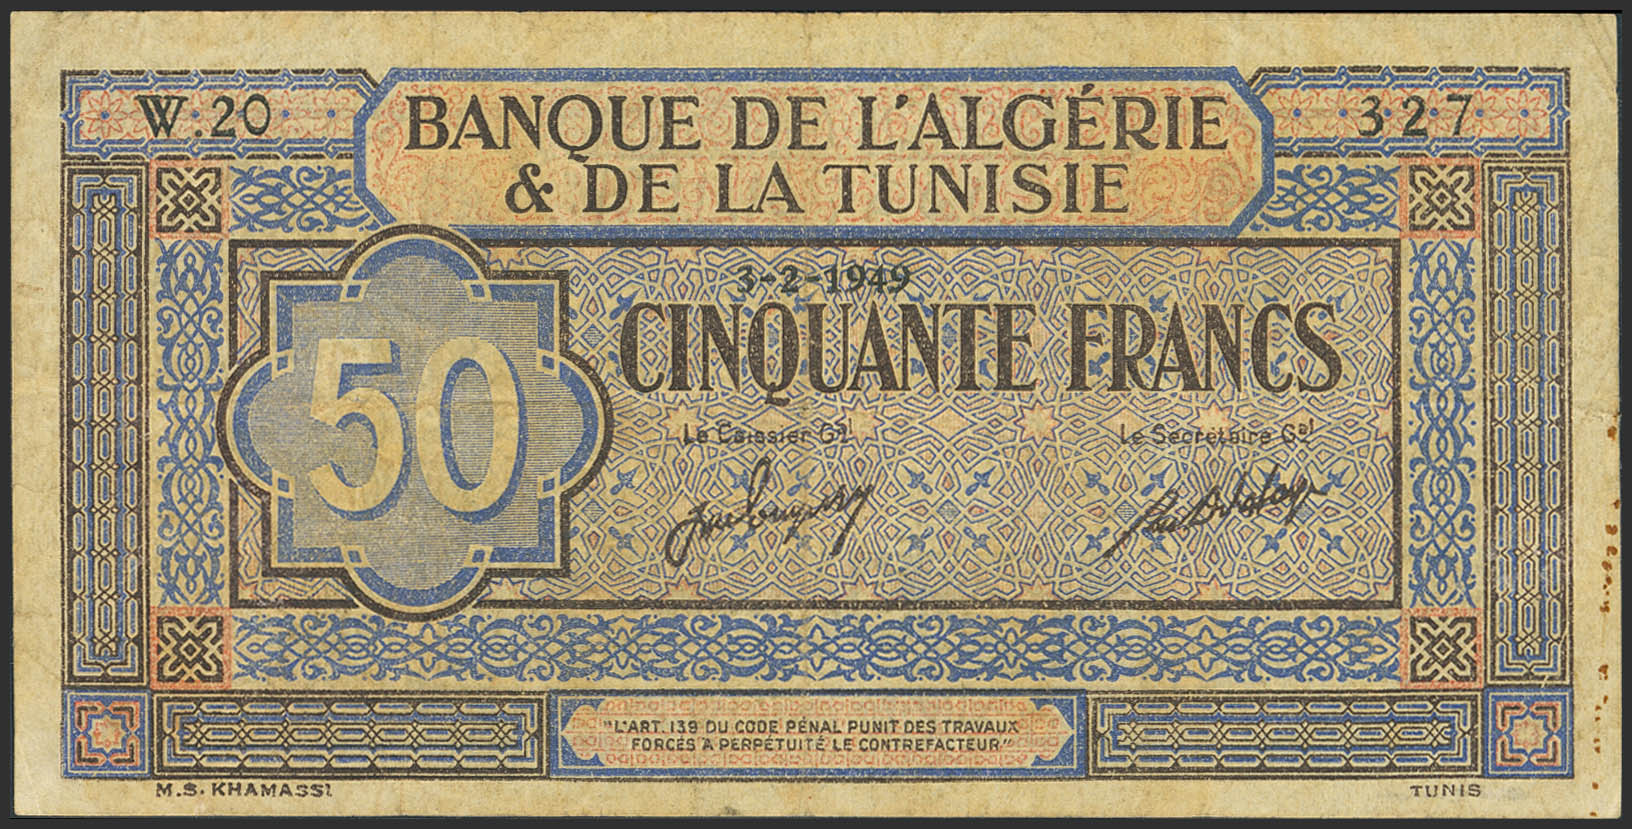 W.20
BANQUE DE L'ALGÉRIE
327
& DE LA TUNISIE
3-2-1949
CINQUANTE FRANCS
50
Le Caissier Gᵃˡ
Le Secrétaire Gᵃˡ
"L'ART. 139 DU CODE PÉNAL PUNIT DES TRAVAUX
FORCÉS A PERPÉTUITÉ LE CONTREFACTEUR"
M.S. KHAMASSI
TUNIS